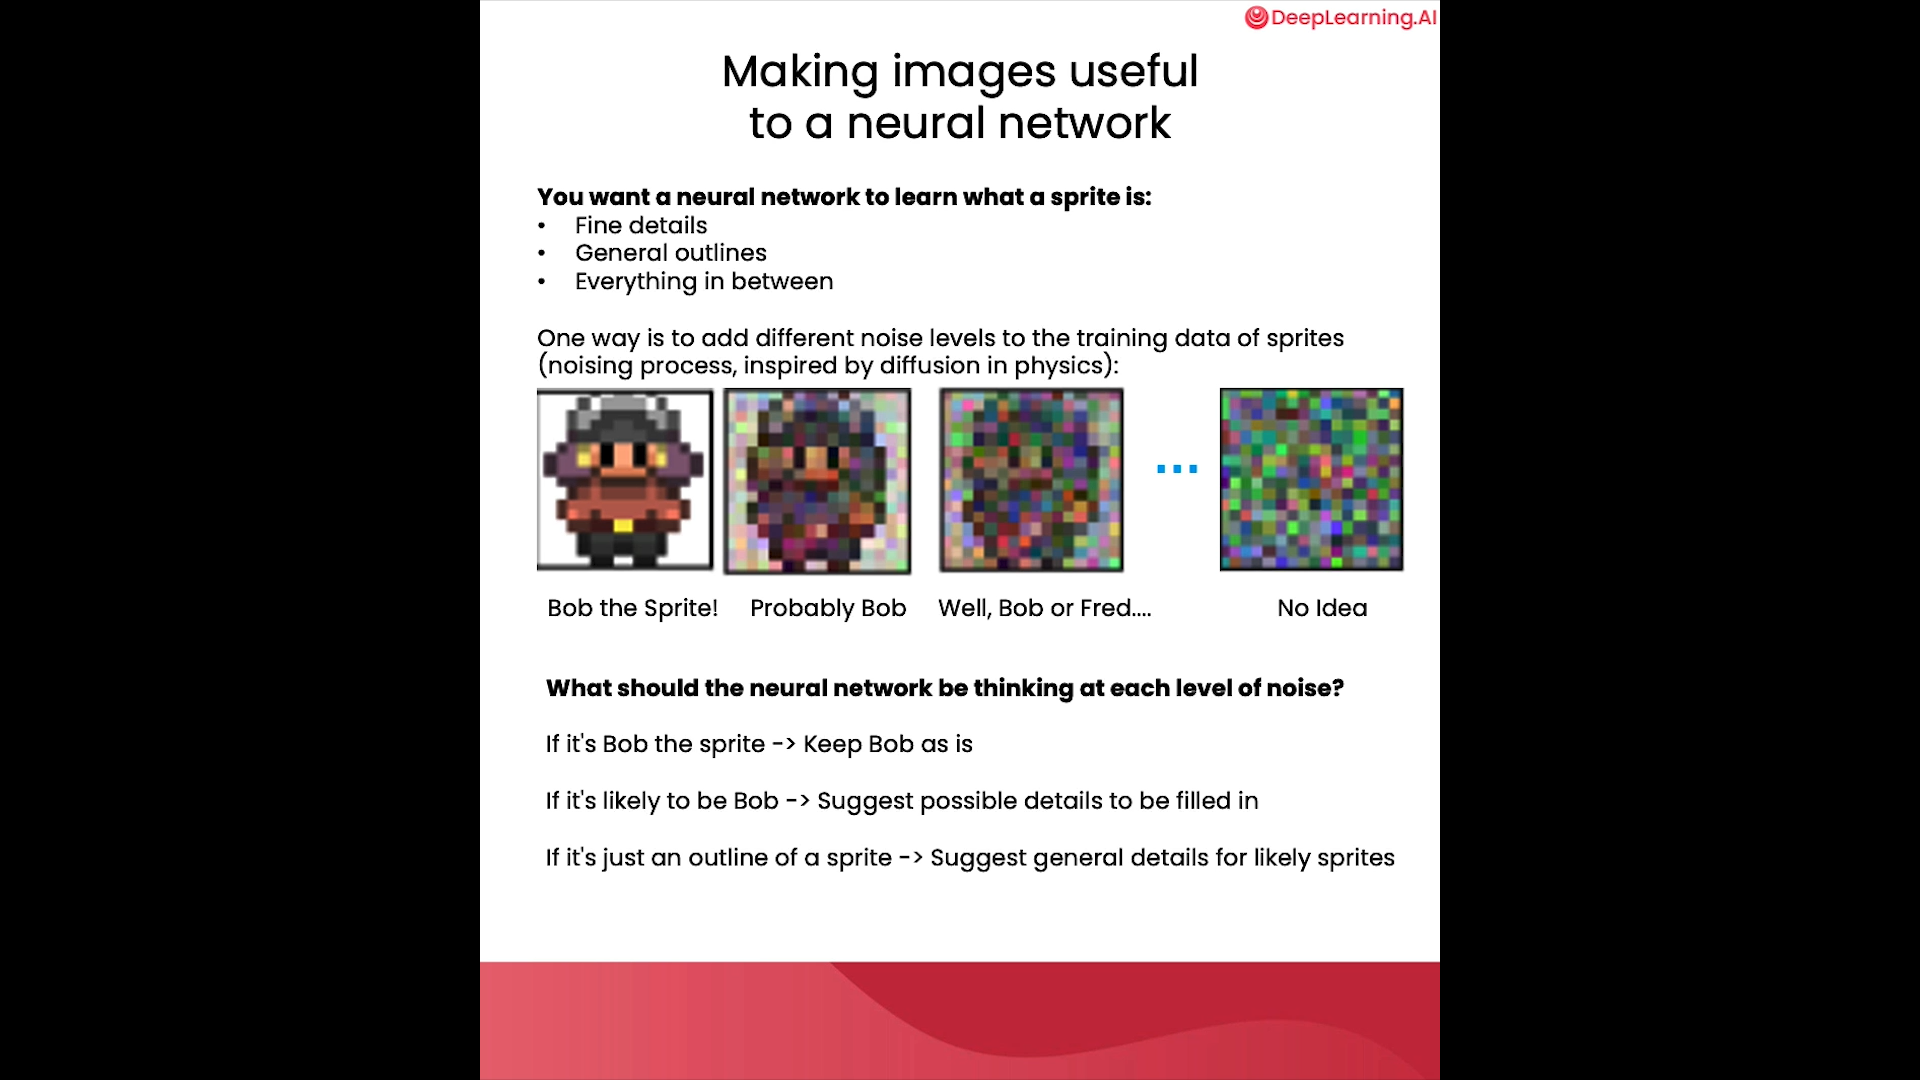 DeepLearning.AI
Making images useful
to a neural network
You want a neural network to learn what a sprite is:
• Fine details
• General outlines
• Everything in between
One way is to add different noise levels to the training data of sprites
(noising process, inspired by diffusion in physics):
...
Bob the Sprite! Probably Bob Well, Bob or Fred.... No Idea
What should the neural network be thinking at each level of noise?
If it's Bob the sprite -> Keep Bob as is
If it's likely to be Bob -> Suggest possible details to be filled in
If it's just an outline of a sprite -> Suggest general details for likely sprites